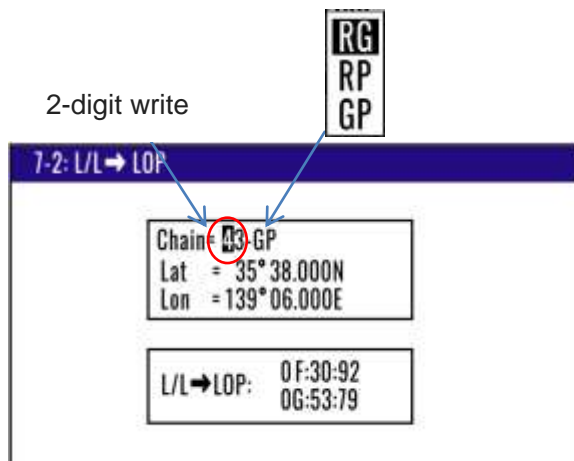 RG
RP
GP
2-digit write
7-2: L/L➡ LOP
Chain= 43-GP
Lat = 35°38.000N
Lon =139°06.000E
L/L➡LOP: 0F:30:92
0G:53:79